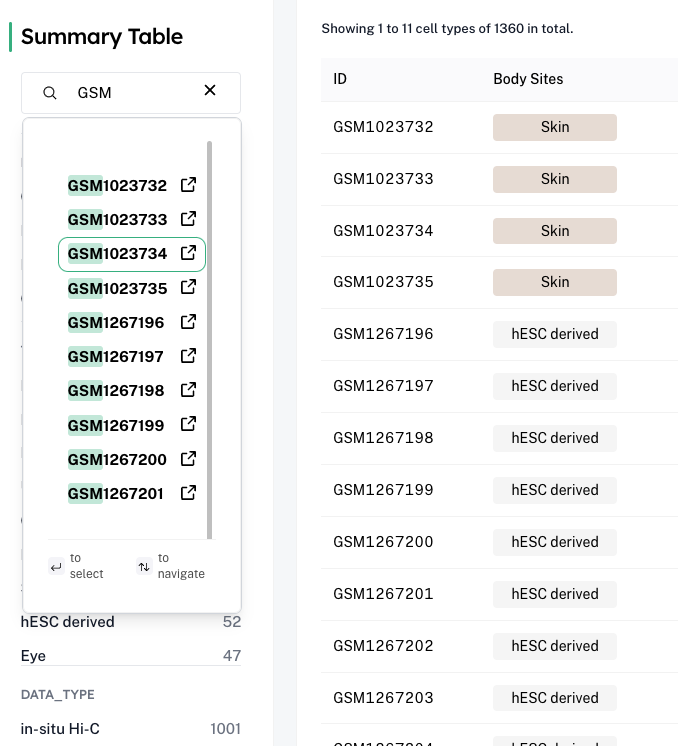 Summary Table
GSM
GSM1023732
GSM1023733
GSM1023734
GSM1023735
GSM1267196
GSM1267197
GSM1267198
GSM1267199
GSM1267200
GSM1267201
to select
to navigate
hESC derived 52
Eye 47
DATA_TYPE
in-situ Hi-C 1001
Showing 1 to 11 cell types of 1360 in total.
ID Body Sites
GSM1023732 Skin
GSM1023733 Skin
GSM1023734 Skin
GSM1023735 Skin
GSM1267196 hESC derived
GSM1267197 hESC derived
GSM1267198 hESC derived
GSM1267199 hESC derived
GSM1267200 hESC derived
GSM1267201 hESC derived
GSM1267202 hESC derived
GSM1267203 hESC derived